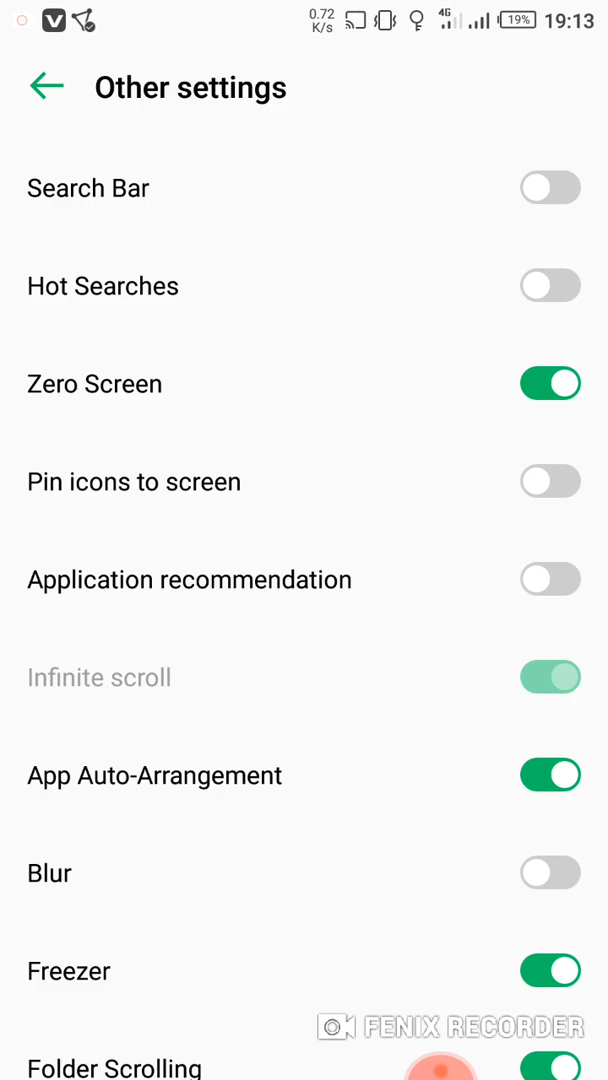 0.72 K/s 4G 19% 19:13
Other settings
Search Bar
Hot Searches
Zero Screen
Pin icons to screen
Application recommendation
Infinite scroll
App Auto-Arrangement
Blur
Freezer
FENIX RECORDER
Folder Scrolling